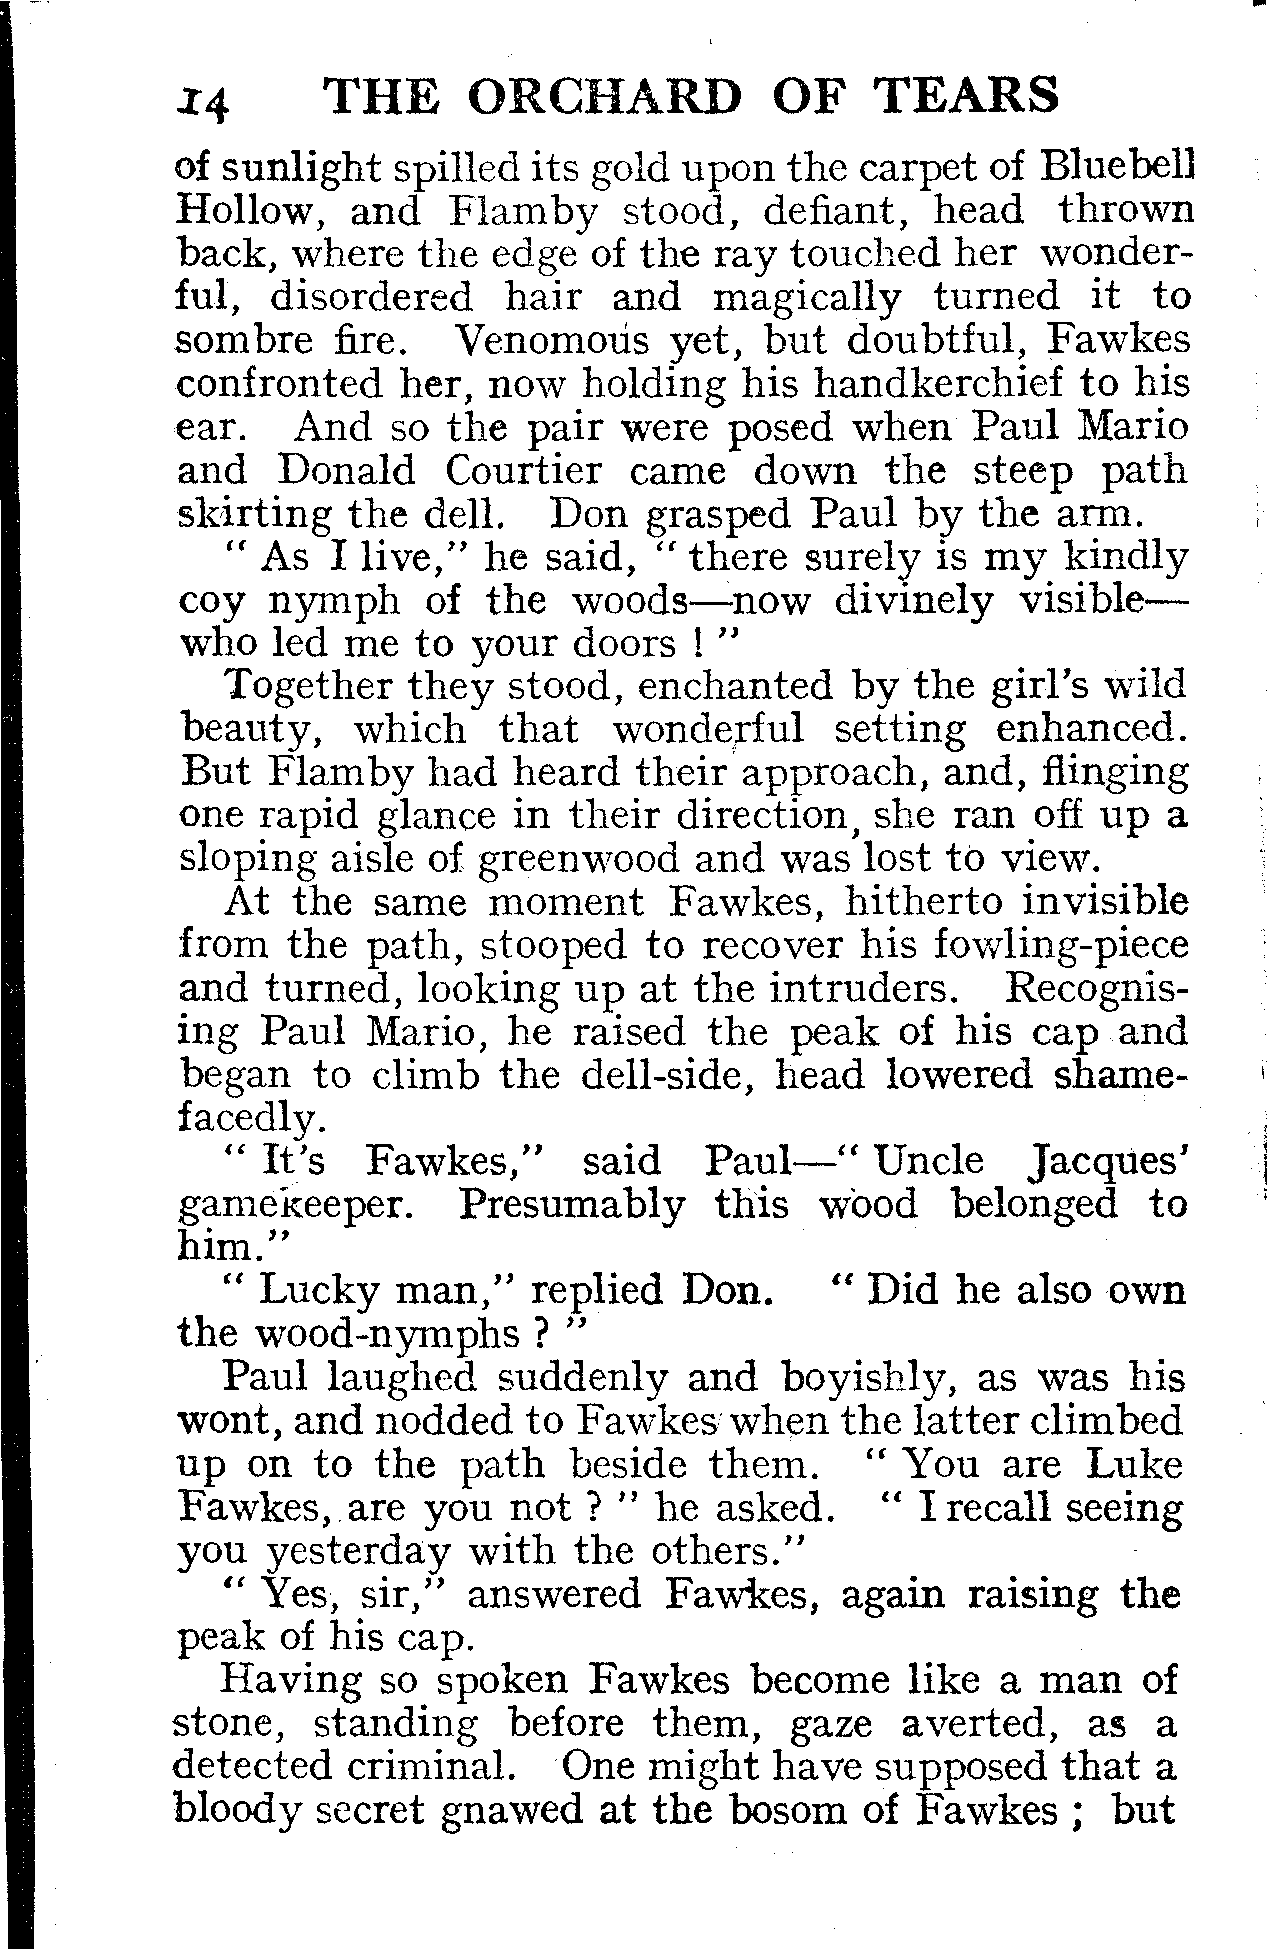 14 THE ORCHARD OF TEARS
of sunlight spilled its gold upon the carpet of Bluebell
Hollow, and Flamby stood, defiant, head thrown
back, where the edge of the ray touched her wonder-
ful, disordered hair and magically turned it to
sombre fire. Venomous yet, but doubtful, Fawkes
confronted her, now holding his handkerchief to his
ear. And so the pair were posed when Paul Mario
and Donald Courtier came down the steep path
skirting the dell. Don grasped Paul by the arm.
" As I live," he said, " there surely is my kindly
coy nymph of the woods—now divinely visible—
who led me to your doors ! "
Together they stood, enchanted by the girl's wild
beauty, which that wonderful setting enhanced.
But Flamby had heard their approach, and, flinging
one rapid glance in their direction, she ran off up a
sloping aisle of greenwood and was lost to view.
At the same moment Fawkes, hitherto invisible
from the path, stooped to recover his fowling-piece
and turned, looking up at the intruders. Recognis-
ing Paul Mario, he raised the peak of his cap and
began to climb the dell-side, head lowered shame-
facedly.
" It's Fawkes," said Paul—" Uncle Jacques'
gamekeeper. Presumably this wood belonged to
him."
" Lucky man," replied Don. " Did he also own
the wood-nymphs ? "
Paul laughed suddenly and boyishly, as was his
wont, and nodded to Fawkes when the latter climbed
up on to the path beside them. " You are Luke
Fawkes, are you not ? " he asked. " I recall seeing
you yesterday with the others."
" Yes, sir," answered Fawkes, again raising the
peak of his cap.
Having so spoken Fawkes become like a man of
stone, standing before them, gaze averted, as a
detected criminal. One might have supposed that a
bloody secret gnawed at the bosom of Fawkes ; but